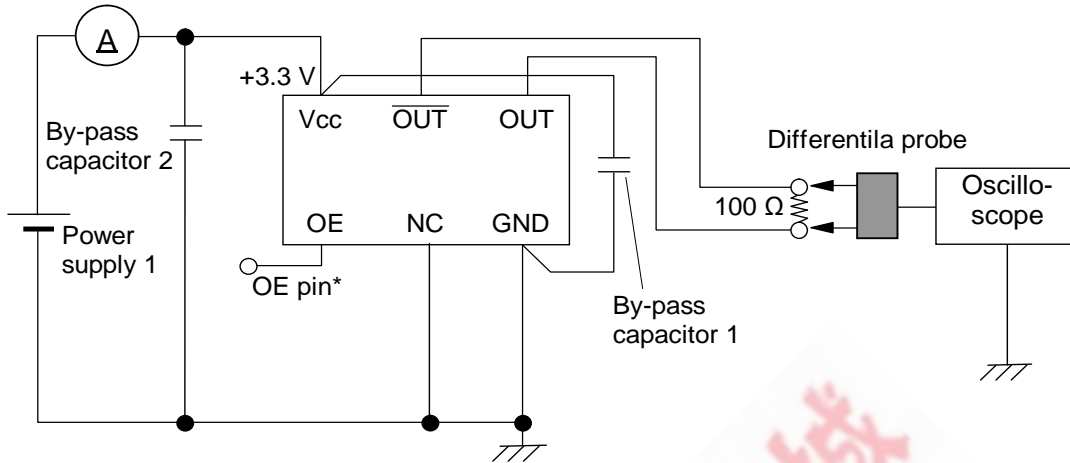 A
+3.3 V
Vcc
OUT
OUT
By-pass
capacitor 2
Differentila probe
Oscillo-
scope
100 Ω
OE
NC
GND
Power
supply 1
OE pin*
By-pass
capacitor 1